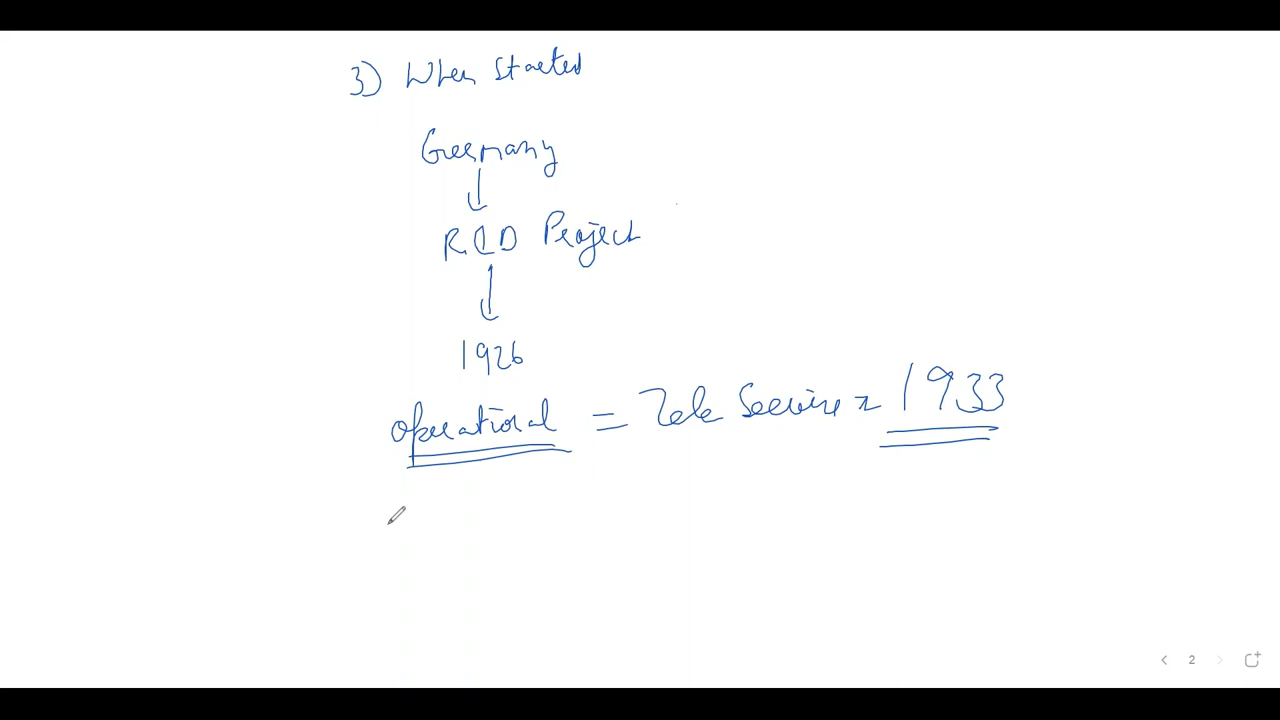 3) When Started
Germany
R&D Project
1926
Operational = Tele Service = 1933
2